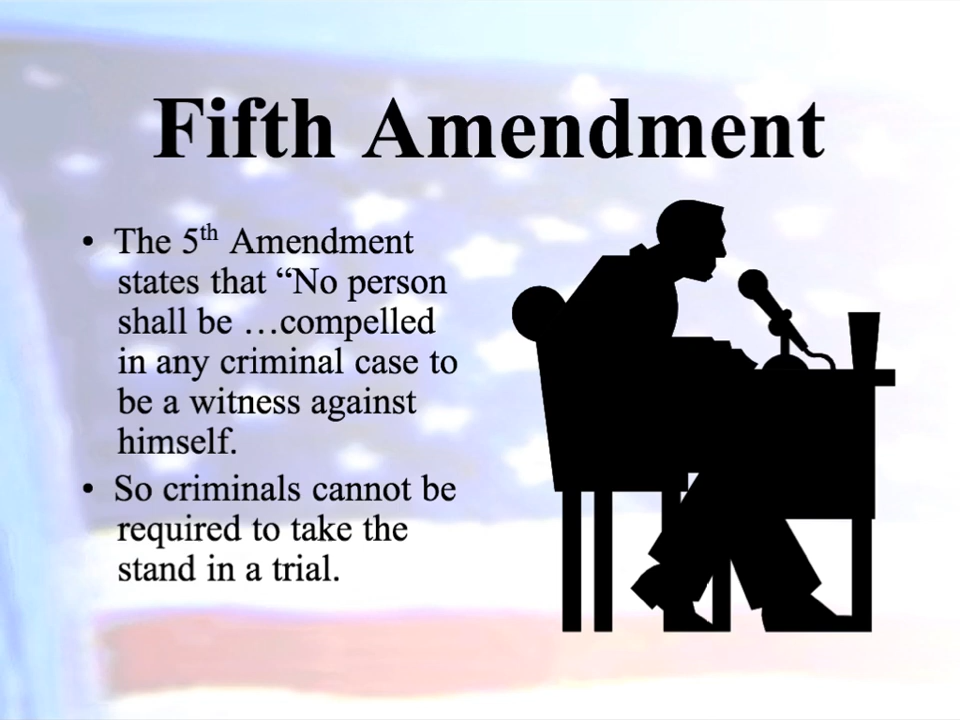 Fifth Amendment
• The 5th Amendment
states that “No person
shall be …compelled
in any criminal case to
be a witness against
himself.
• So criminals cannot be
required to take the
stand in a trial.